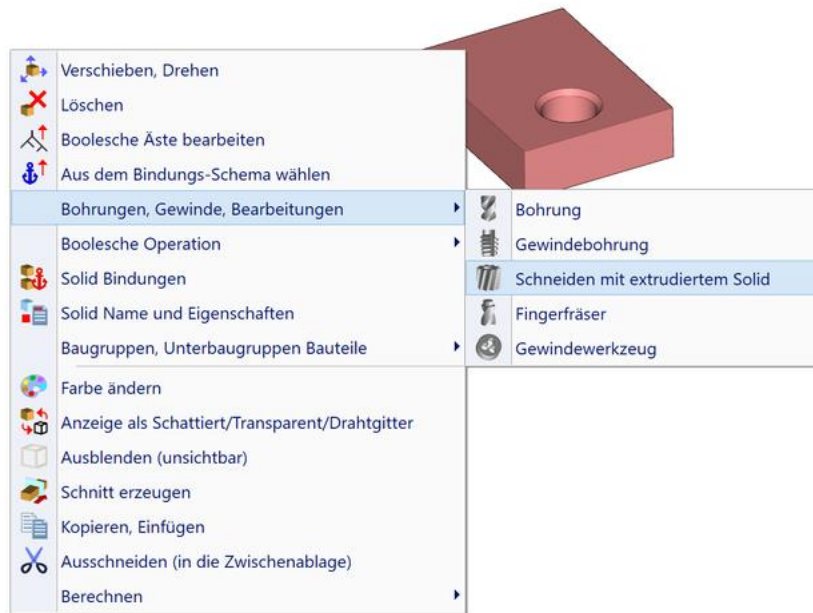 Verschieben, Drehen
Löschen
Boolesche Äste bearbeiten
Aus dem Bindungs-Schema wählen
Bohrungen, Gewinde, Bearbeitungen
Boolesche Operation
Solid Bindungen
Solid Name und Eigenschaften
Baugruppen, Unterbaugruppen Bauteile
Farbe ändern
Anzeige als Schattiert/Transparent/Drahtgitter
Ausblenden (unsichtbar)
Schnitt erzeugen
Kopieren, Einfügen
Ausschneiden (in die Zwischenablage)
Berechnen
Bohrung
Gewindebohrung
Schneiden mit extrudiertem Solid
Fingerfräser
Gewindewerkzeug